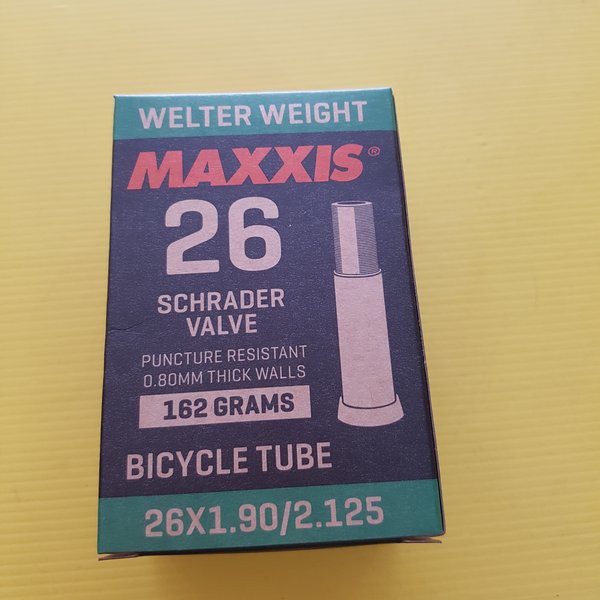 WELTER WEIGHT
MAXXIS®
26
SCHRADER
VALVE
PUNCTURE RESISTANT
0.80MM THICK WALLS
162 GRAMS
BICYCLE TUBE
26X1.90/2.125